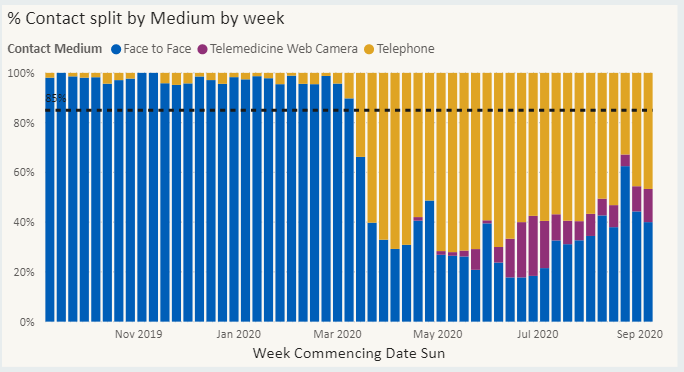 % Contact split by Medium by week
Contact Medium Face to Face Telemedicine Web Camera Telephone
100%
85%
80%
60%
40%
20%
0%
Nov 2019 Jan 2020 Mar 2020 May 2020 Jul 2020 Sep 2020
Week Commencing Date Sun